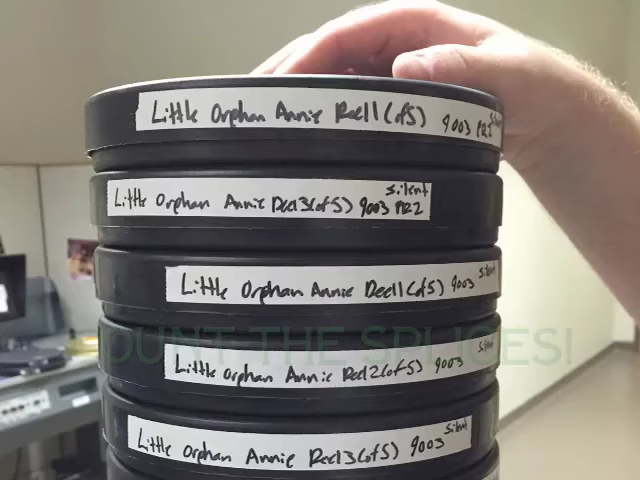 Little Orphan Annie Reel 1 (of 5) 9003 PR2 Silent
Little Orphan Annie Reel 3 (of 5) 9003 PR2 Silent
Little Orphan Annie Reel 1 (of 5) 9003 Silent
COUNT THE SPLICES!
Little Orphan Annie Reel 2 (of 5) 9003 Silent
Little Orphan Annie Reel 3 (of 5) 9003 Silent